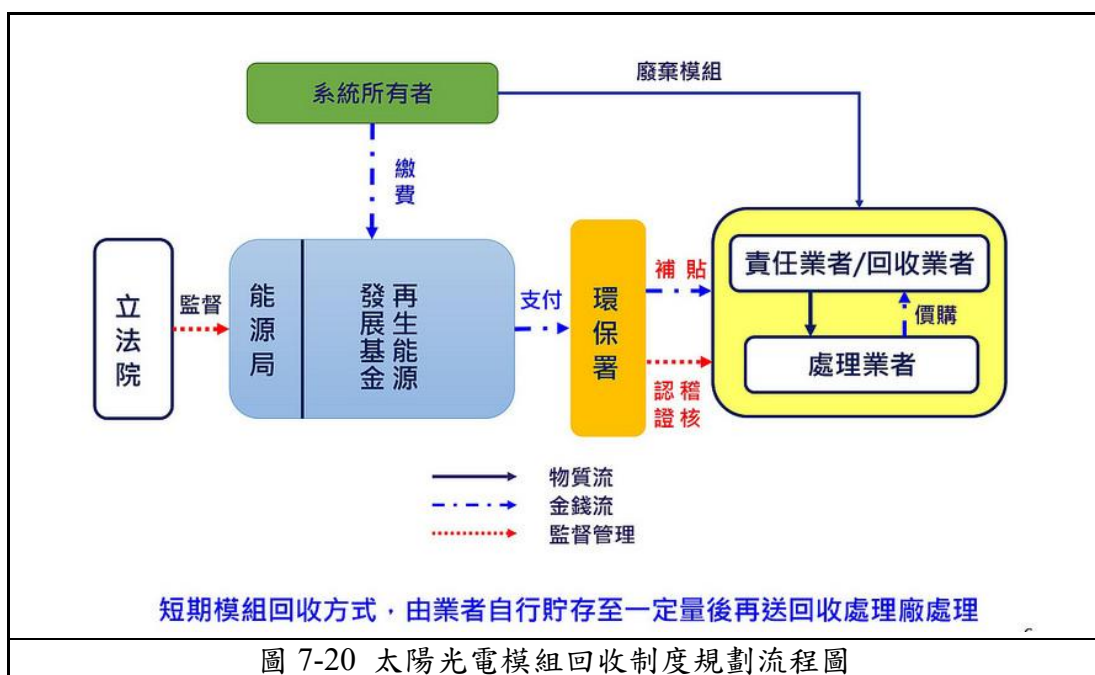 廢棄模組
系統所有者
繳費
立法院
監督
能源局
再生能源
發展基金
支付
環保署
補貼
認證
稽核
責任業者/回收業者
價購
處理業者
物質流
金錢流
監督管理
短期模組回收方式，由業者自行貯存至一定量後再送回收處理廠處理
圖 7-20 太陽光電模組回收制度規劃流程圖